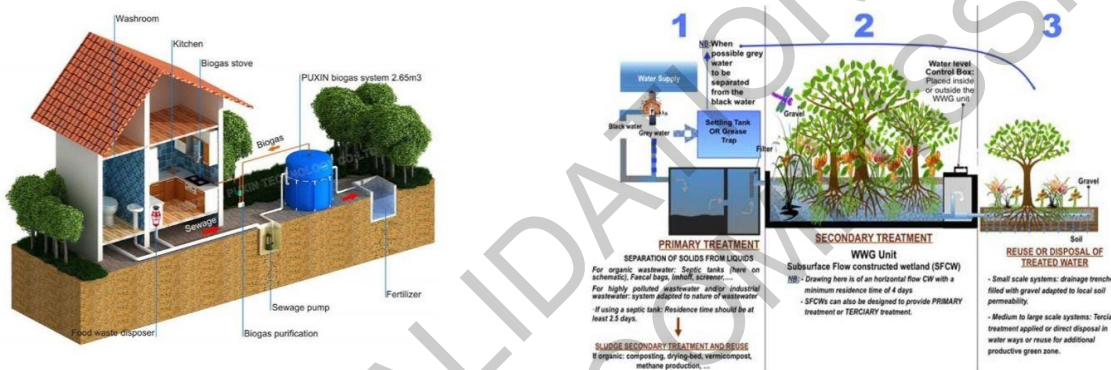 Washroom
Kitchen
Biogas stove
PUXIN biogas system 2.65m3
Biogas
Sewage
Sewage pump
Fertilizer
Food waste disposer
Biogas purification
1
2
3
NB: When
possible grey
water
to be
separated
from the
black water
Water Supply
Black water
Grey water
Settling Tank
OR Grease
Trap
Filter
Gravel
Water level
Control Box:
Placed inside
or outside the
WWG unit
Gravel
Soil
PRIMARY TREATMENT
SEPARATION OF SOLIDS FROM LIQUIDS
For organic wastewater: Septic tanks (here on
schematic), Faecal bags, Imhoff, screener,....
For highly polluted wastewater and/or industrial
wastewater: system adapted to nature of wastewater
If using a septic tank: Residence time should be at
least 2.5 days.
SLUDGE SECONDARY TREATMENT AND REUSE
If organic: composting, drying-bed, vermicompost,
methane production, ...
SECONDARY TREATMENT
WWG Unit
Subsurface Flow constructed wetland (SFCW)
NB: - Drawing here is of an horizontal flow CW with a
minimum residence time of 4 days
- SFCWs can also be designed to provide PRIMARY
treatment or TERCIARY treatment.
REUSE OR DISPOSAL OF
TREATED WATER
- Small scale systems: drainage trenche
filled with gravel adapted to local soil
permeability.
- Medium to large scale systems: Tercia
treatment applied or direct disposal in
water ways or reuse for additional
productive green zone.